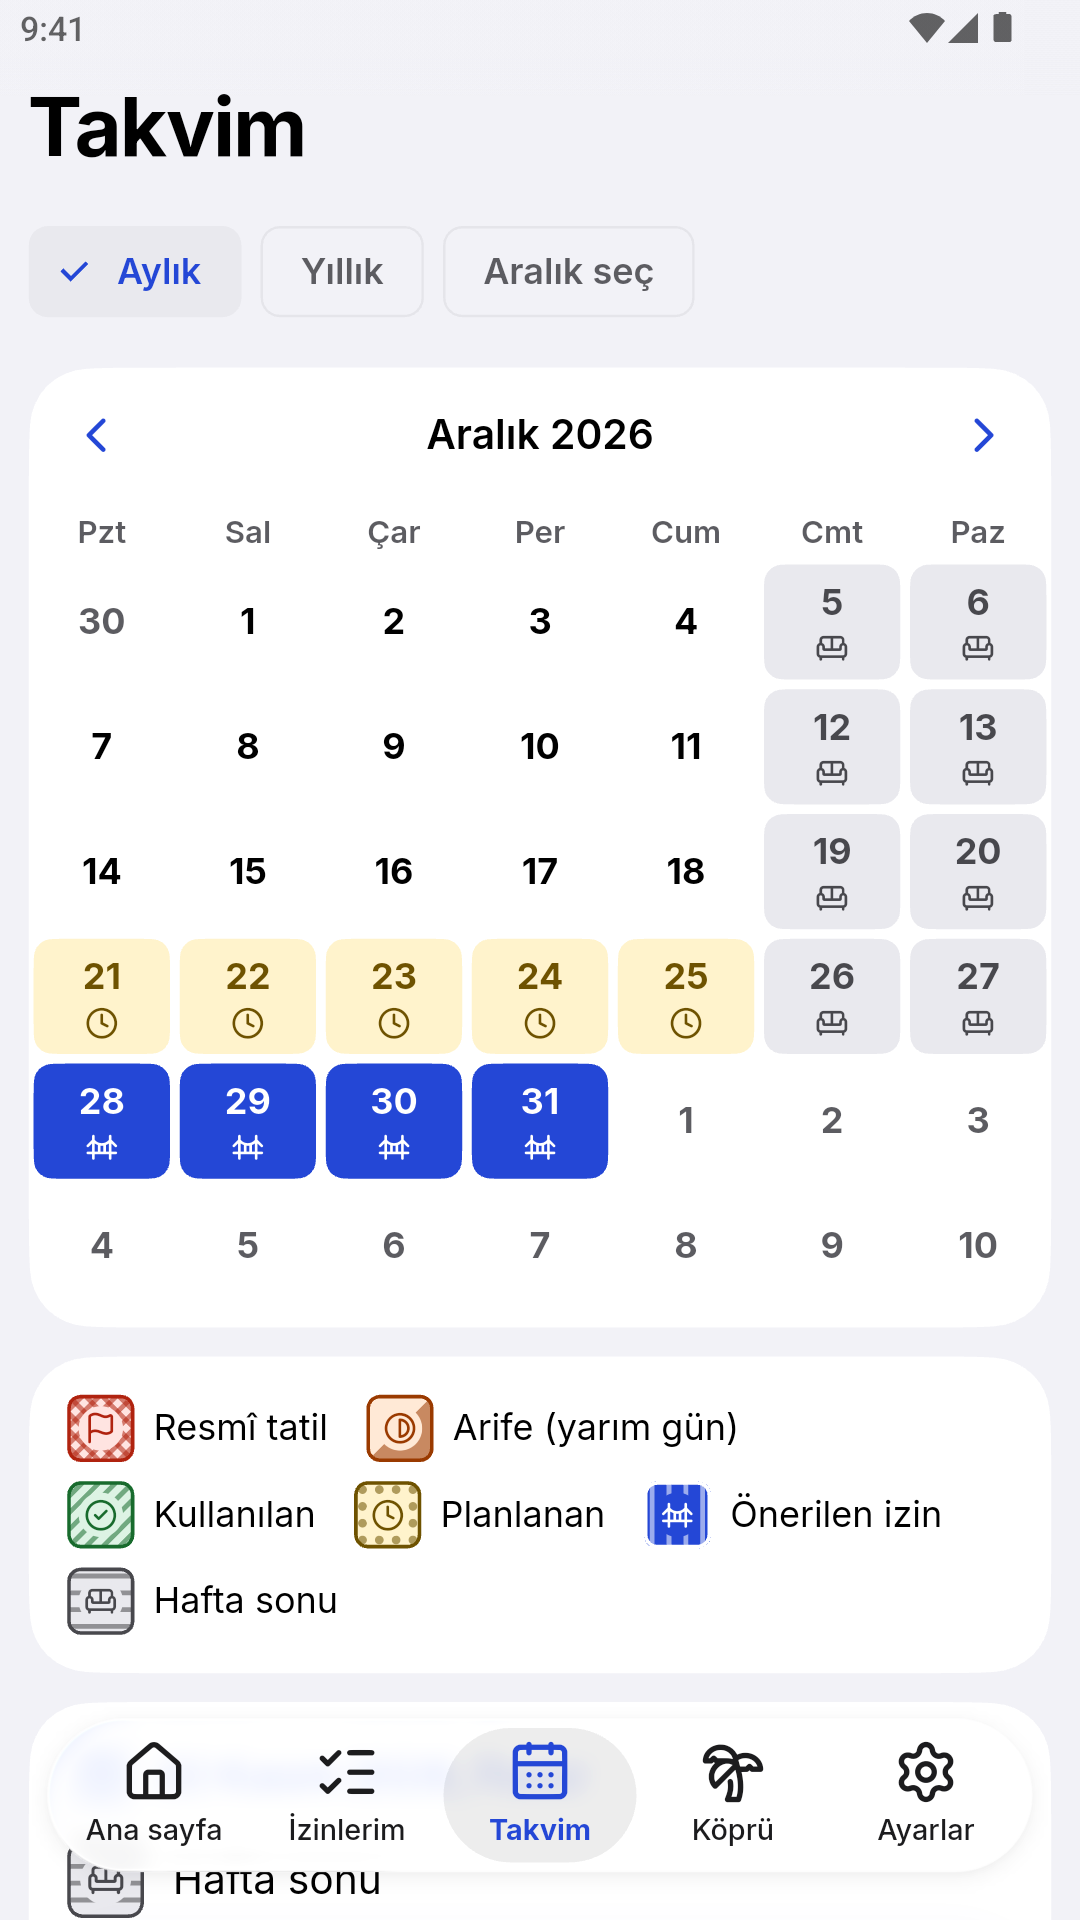 9:41
Takvim
Aylık Yıllık Aralık seç
Aralık 2026
Pzt Sal Çar Per Cum Cmt Paz
30 1 2 3 4 5 6
7 8 9 10 11 12 13
14 15 16 17 18 19 20
21 22 23 24 25 26 27
28 29 30 31 1 2 3
4 5 6 7 8 9 10
Resmî tatil Arife (yarım gün)
Kullanılan Planlanan Önerilen izin
Hafta sonu
Ana sayfa İzinlerim Takvim Köprü Ayarlar
Hafta sonu